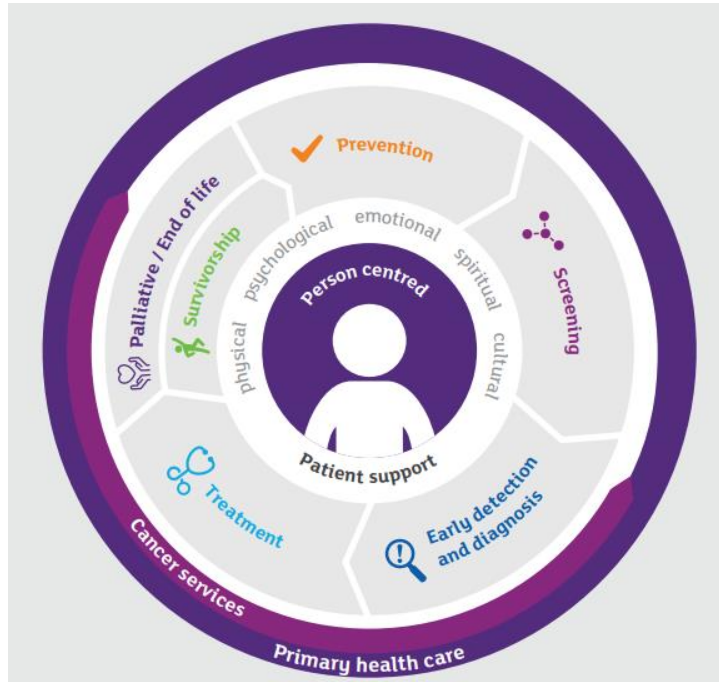 Prevention
Screening
Early detection
and diagnosis
Treatment
Survivorship
Palliative / End of life
physical
psychological
emotional
spiritual
cultural
Person centred
Patient support
Cancer services
Primary health care